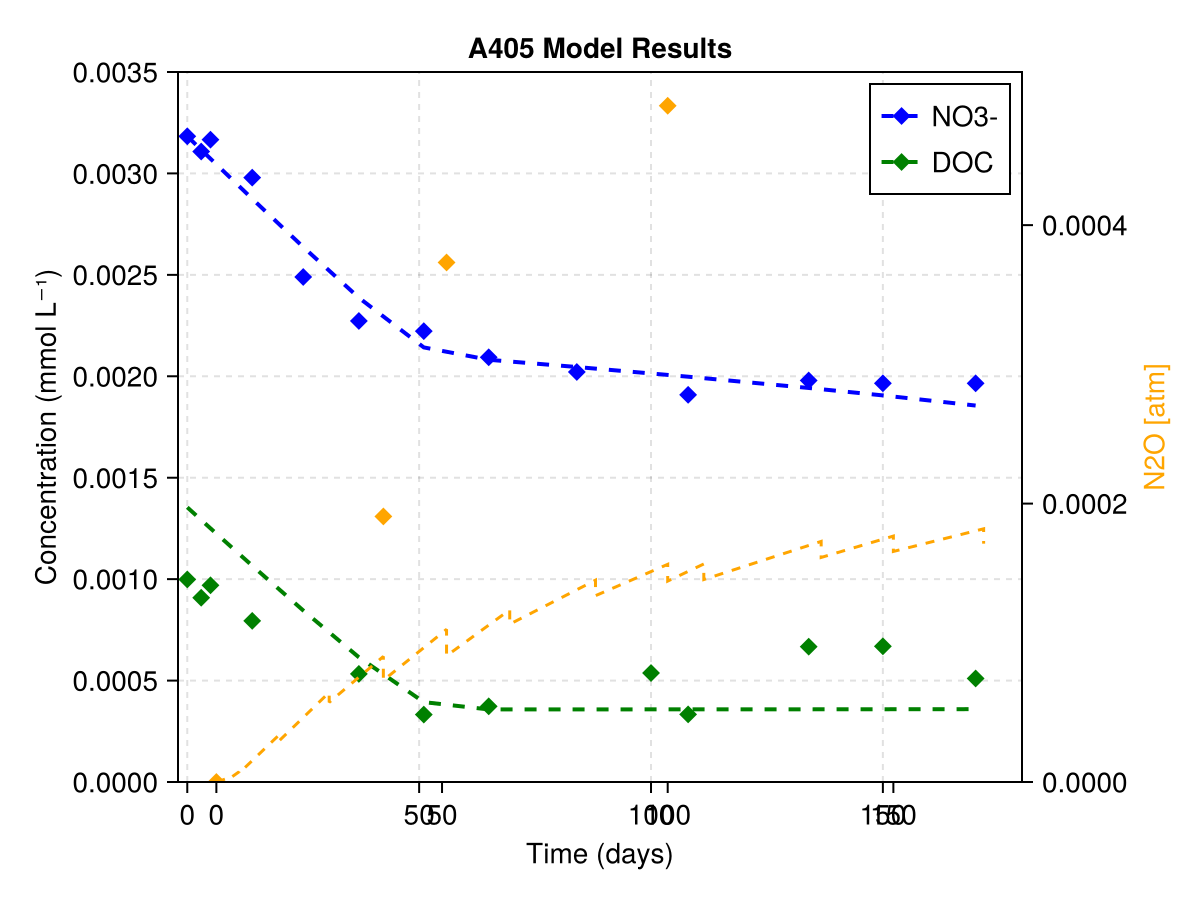 A405 Model Results
0.0035
0.0030
0.0025
0.0020
0.0015
0.0010
0.0005
0.0000
Concentration (mmol L⁻¹)
NO3-
DOC
0.0004
0.0002
0.0000
N2O [atm]
0 0 50 50 100 100 150 150
Time (days)